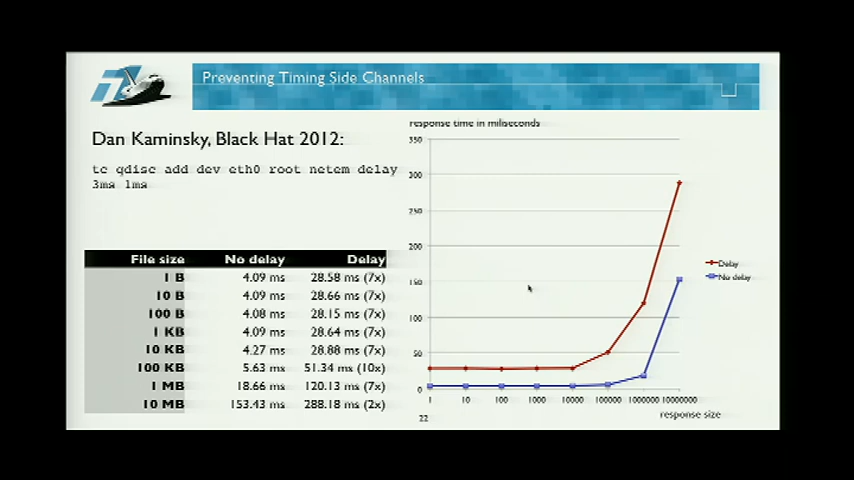 Preventing Timing Side Channels
Dan Kaminsky, Black Hat 2012:
tc qdisc add dev eth0 root netem delay
3ms 1ms
File size No delay Delay
1 B 4.09 ms 28.58 ms (7x)
10 B 4.09 ms 28.66 ms (7x)
100 B 4.08 ms 28.15 ms (7x)
1 KB 4.09 ms 28.64 ms (7x)
10 KB 4.27 ms 28.88 ms (7x)
100 KB 5.63 ms 51.34 ms (10x)
1 MB 18.66 ms 120.13 ms (7x)
10 MB 153.43 ms 288.18 ms (2x)
response time in miliseconds
350
300
250
200
150
100
50
0
1 10 100 1000 10000 100000 1000000 10000000
response size
Delay
No delay
22